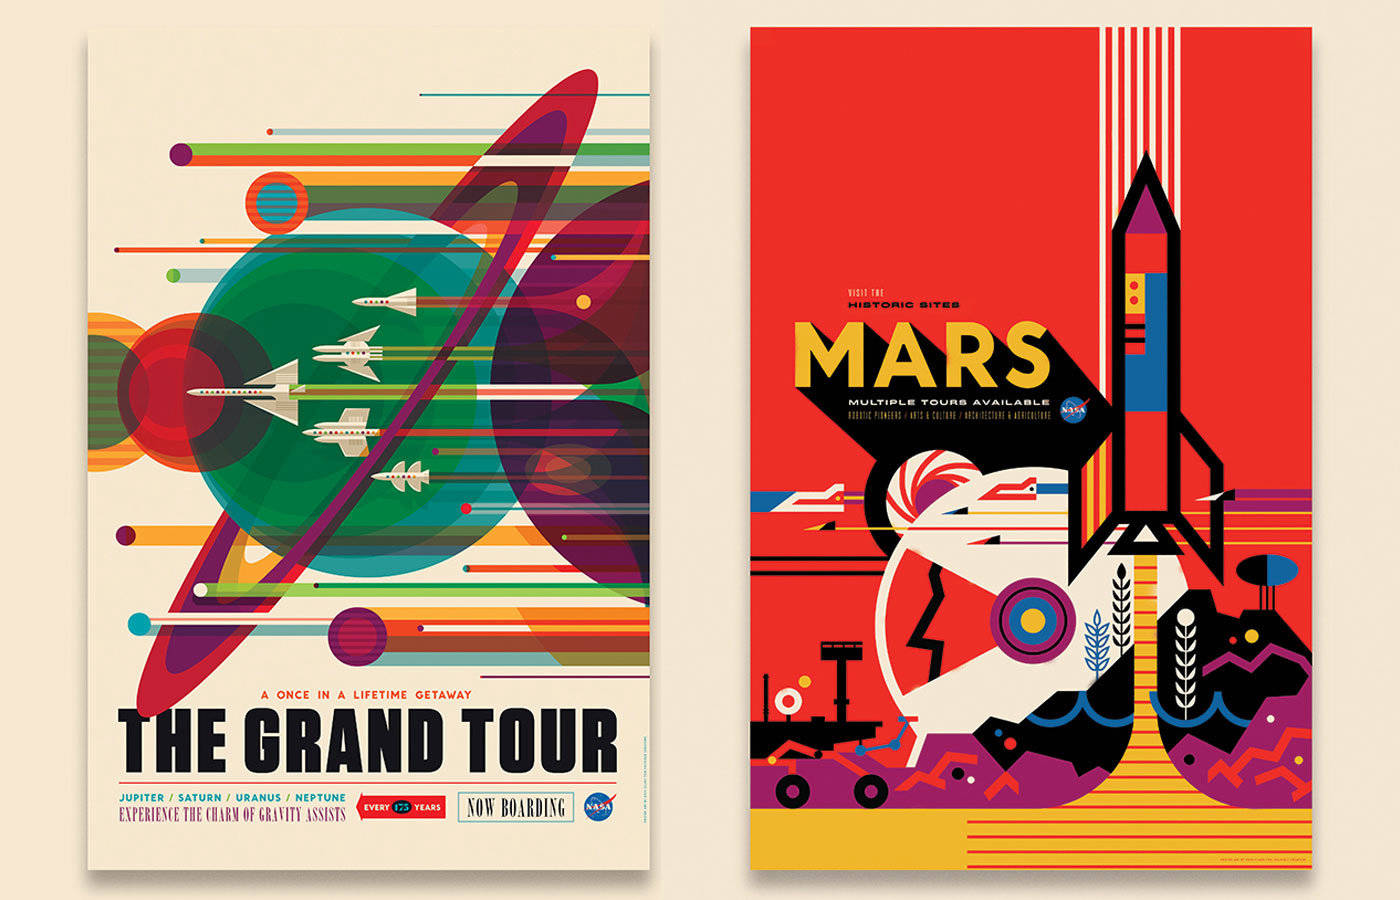 A ONCE IN A LIFETIME GETAWAY
THE GRAND TOUR
JUPITER / SATURN / URANUS / NEPTUNE
EXPERIENCE THE CHARM OF GRAVITY ASSISTS
EVERY 175 YEARS
NOW BOARDING
NASA
VISIT THE
HISTORIC SITES
MARS
MULTIPLE TOURS AVAILABLE
ROBOTIC PIONEERS / ARTS & CULTURE / ARCHITECTURE & AGRICULTURE
NASA